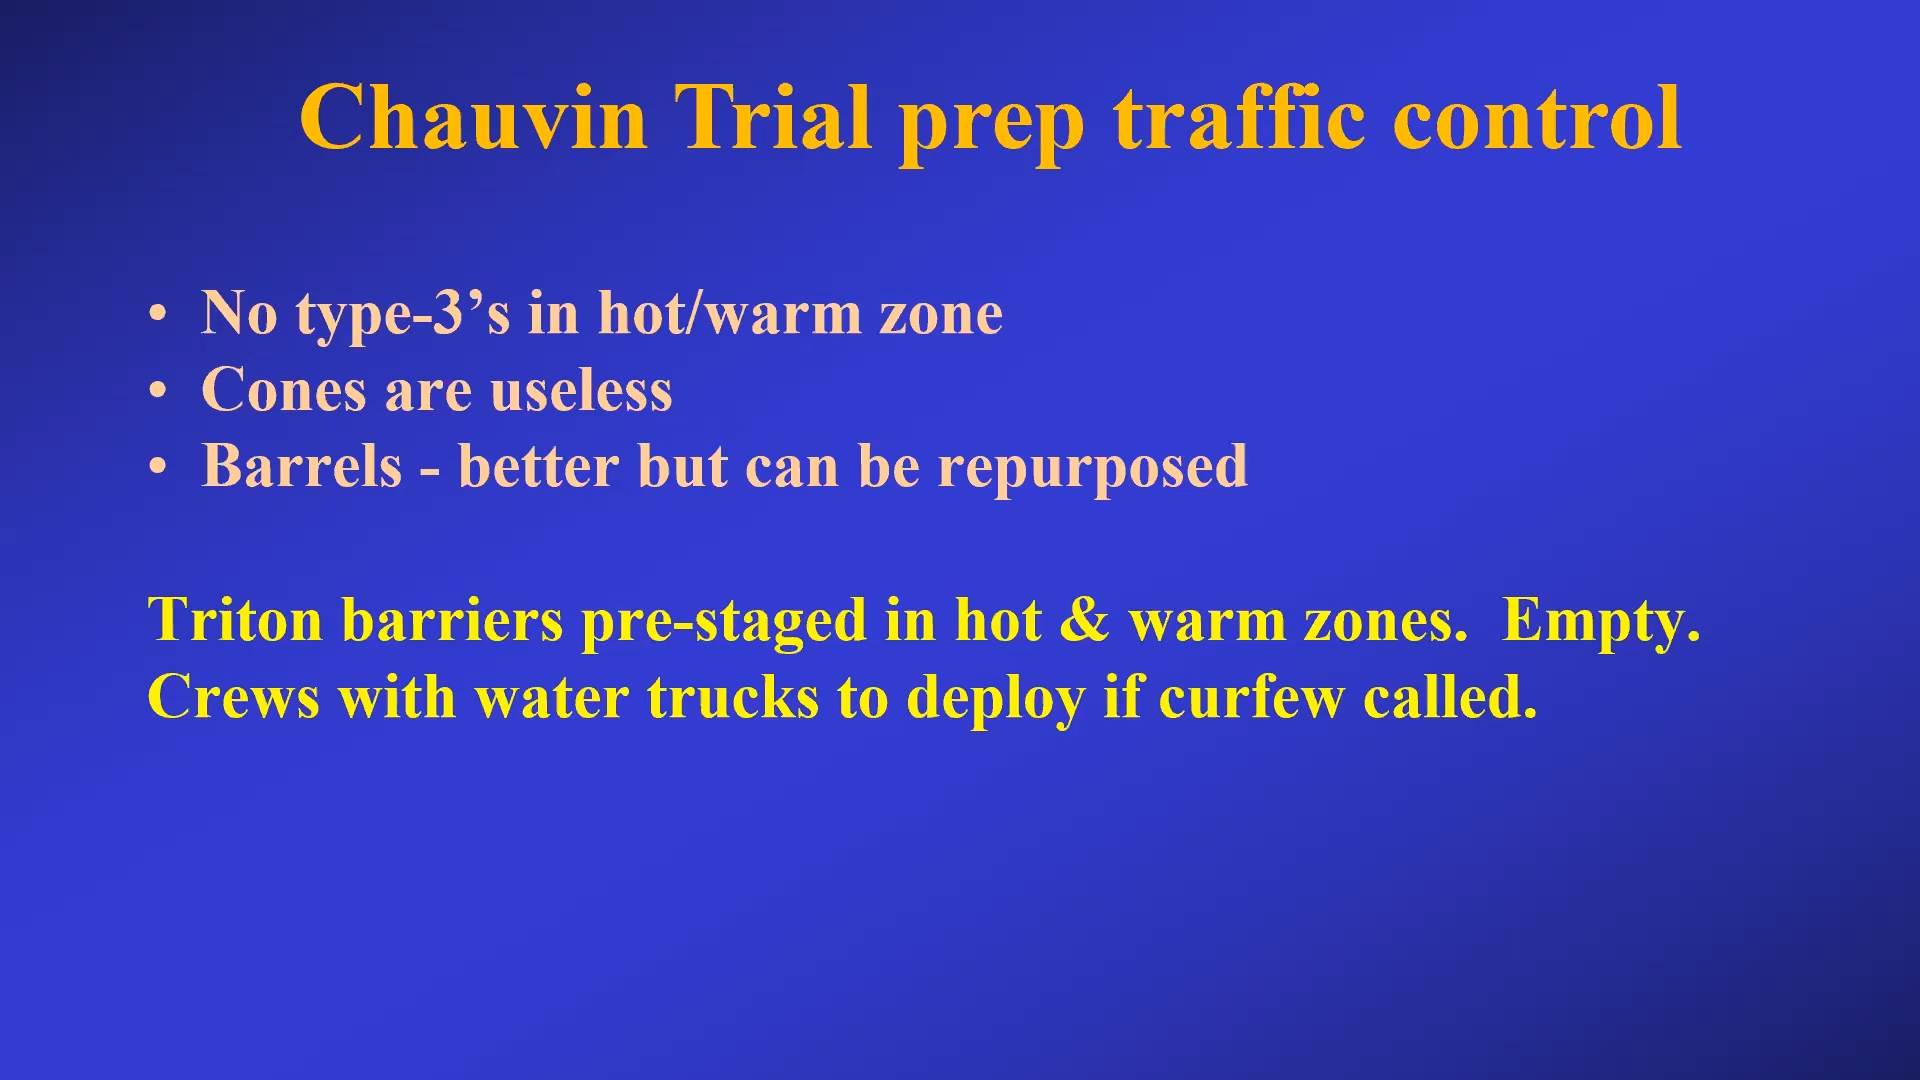 Chauvin Trial prep traffic control
• No type-3’s in hot/warm zone
• Cones are useless
• Barrels - better but can be repurposed
Triton barriers pre-staged in hot & warm zones.  Empty.
Crews with water trucks to deploy if curfew called.